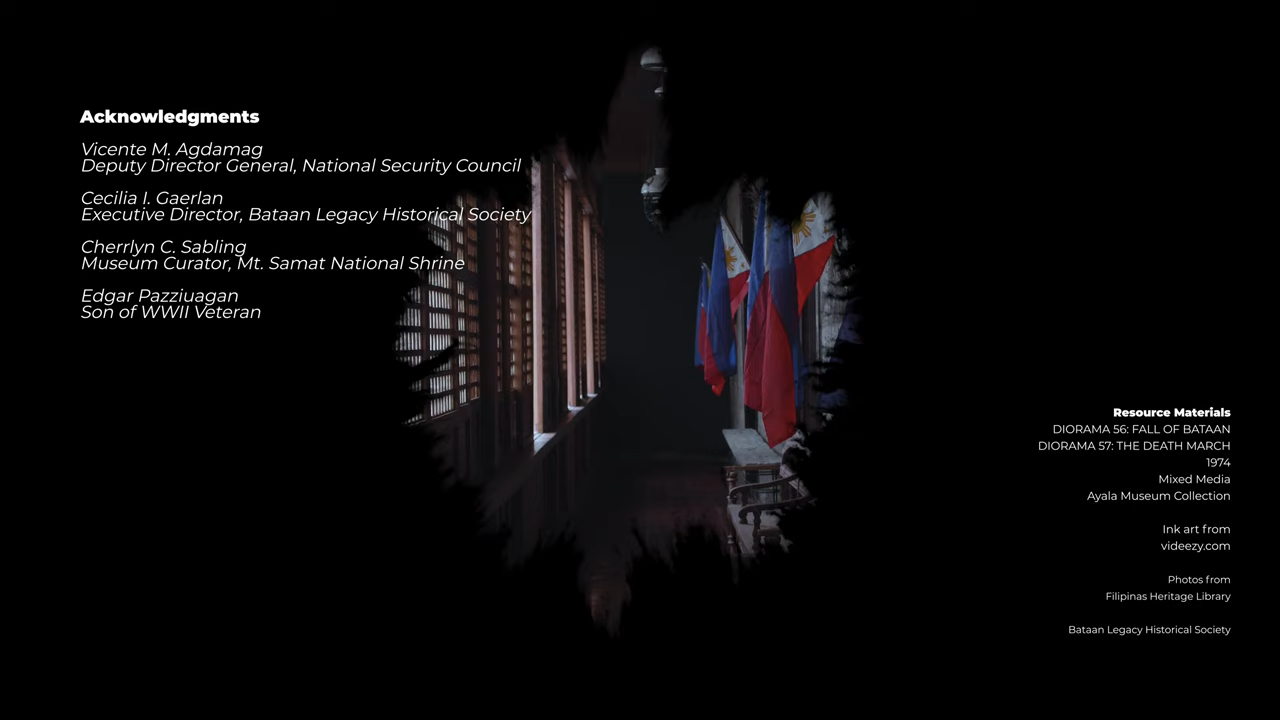 Acknowledgments
Vicente M. Agdamag
Deputy Director General, National Security Council
Cecilia I. Gaerlan
Executive Director, Bataan Legacy Historical Society
Cherrlyn C. Sabling
Museum Curator, Mt. Samat National Shrine
Edgar Pazziuagan
Son of WWII Veteran
Resource Materials
DIORAMA 56: FALL OF BATAAN
DIORAMA 57: THE DEATH MARCH
1974
Mixed Media
Ayala Museum Collection
Ink art from
videezy.com
Photos from
Filipinas Heritage Library
Bataan Legacy Historical Society